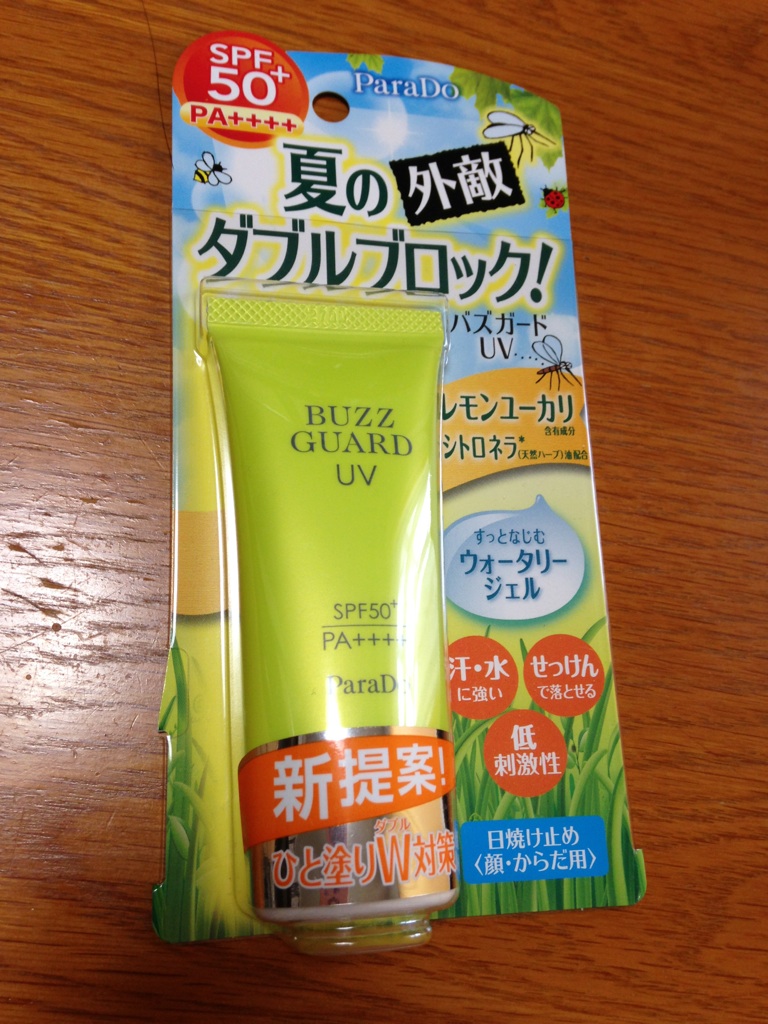 SPF
50+
PA++++
ParaDo
夏の外敵
ダブルブロック!
バズガード
UV
レモンユーカリ
含有成分
シトロネラ*
(天然ハーブ)油配合
BUZZ
GUARD
UV
すっとなじむ
ウォータリー
ジェル
SPF50+
PA++++
ParaDo
汗・水
に強い
せっけん
で落とせる
低
刺激性
新提案!
ダブル
ひと塗りW対策
日焼け止め
〈顔・からだ用〉